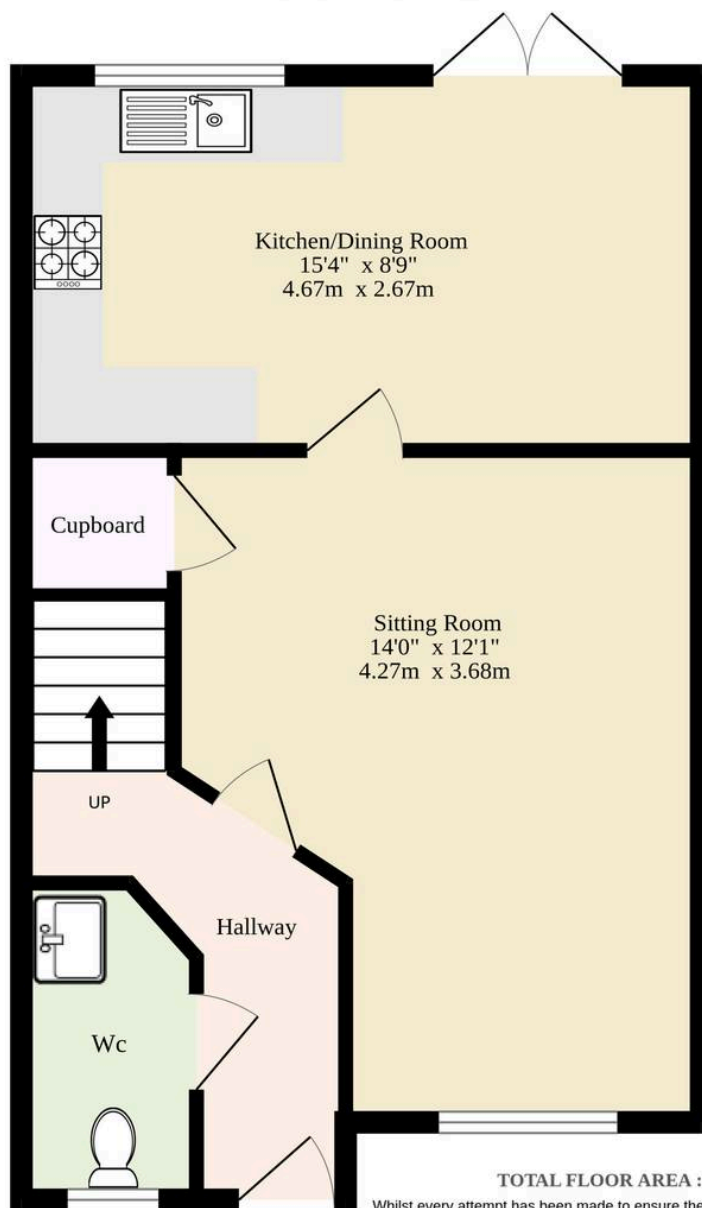 Kitchen/Dining Room
15'4" x 8'9"
4.67m x 2.67m
Cupboard
Sitting Room
14'0" x 12'1"
4.27m x 3.68m
UP
Hallway
Wc
TOTAL FLOOR AREA :
Whilst every attempt has been made to ensure the